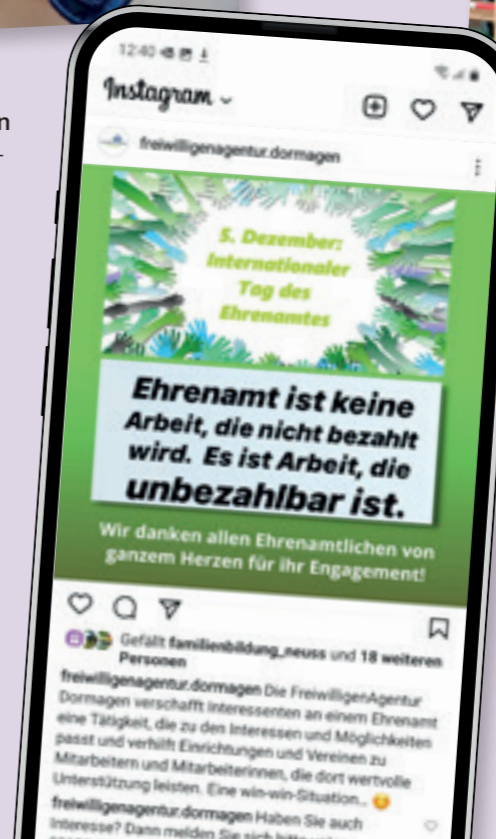 n
12:40
Instagram
freiwilligenagentur.dormagen
5. Dezember:
Internationaler
Tag des
Ehrenamtes
Ehrenamt ist keine
Arbeit, die nicht bezahlt
wird. Es ist Arbeit, die
unbezahlbar ist.
Wir danken allen Ehrenamtlichen von
ganzem Herzen für ihr Engagement!
Gefällt familienbildung_neuss und 18 weiteren
Personen
freiwilligenagentur.dormagen Die FreiwilligenAgentur
Dormagen verschafft Interessenten an einem Ehrenamt
eine Tätigkeit, die zu den Interessen und Möglichkeiten
passt und verhilft Einrichtungen und Vereinen zu
Mitarbeitern und Mitarbeiterinnen, die dort wertvolle
Unterstützung leisten. Eine win-win-Situation... 😊
freiwilligenagentur.dormagen Haben Sie auch
Interesse? Dann melden Sie sich bitte